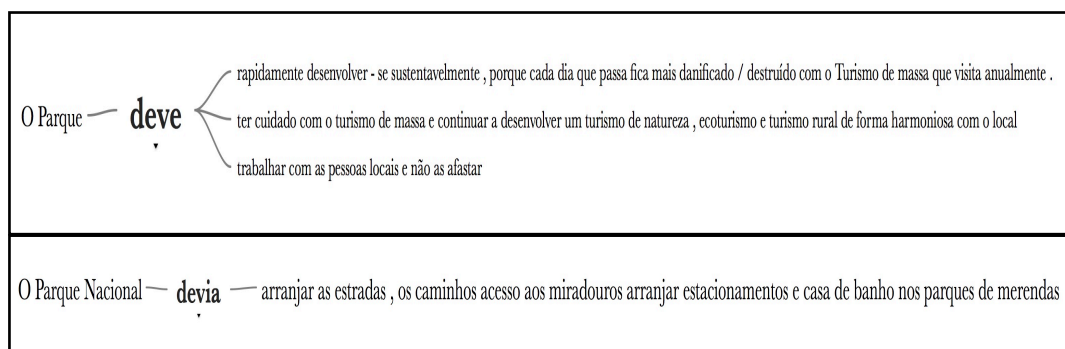 rapidamente desenvolver - se sustentavelmente , porque cada dia que passa fica mais danificado / destruído com o Turismo de massa que visita anualmente .
O Parque deve ter cuidado com o turismo de massa e continuar a desenvolver um turismo de natureza , ecoturismo e turismo rural de forma harmoniosa com o local
trabalhar com as pessoas locais e não as afastar
O Parque Nacional devia arranjar as estradas , os caminhos acesso aos miradouros arranjar estacionamentos e casa de banho nos parques de merendas